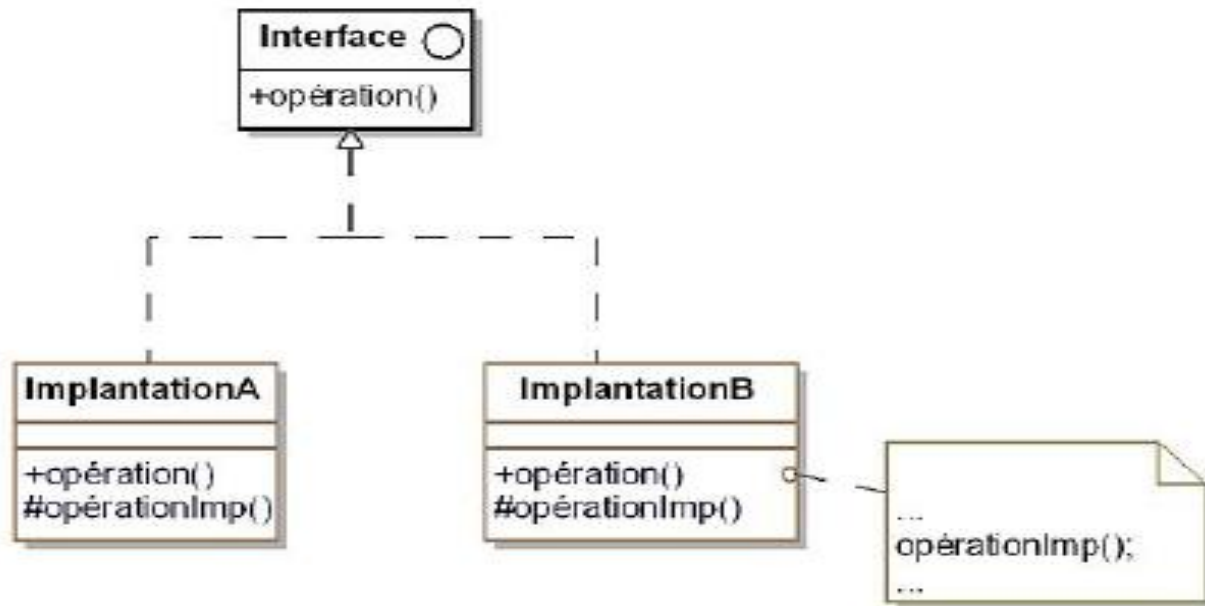 Interface
+opération()
ImplantationA
+opération()
#opérationImp()
ImplantationB
+opération()
#opérationImp()
...
opérationImp();
...